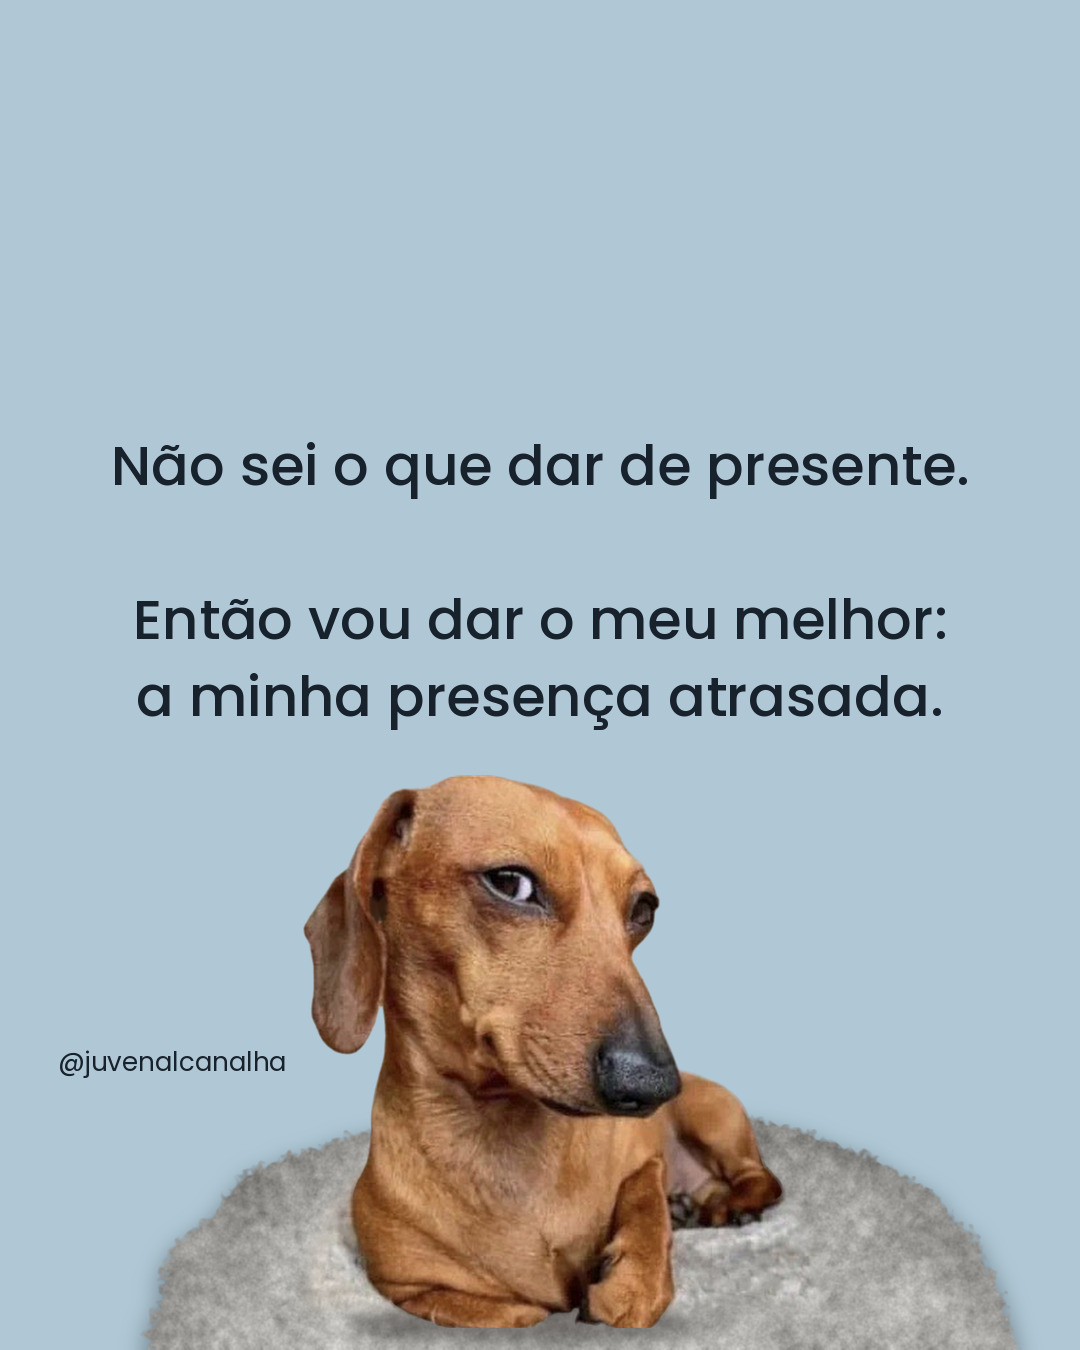 Não sei o que dar de presente.
Então vou dar o meu melhor:
a minha presença atrasada.
@juvenalcanalha